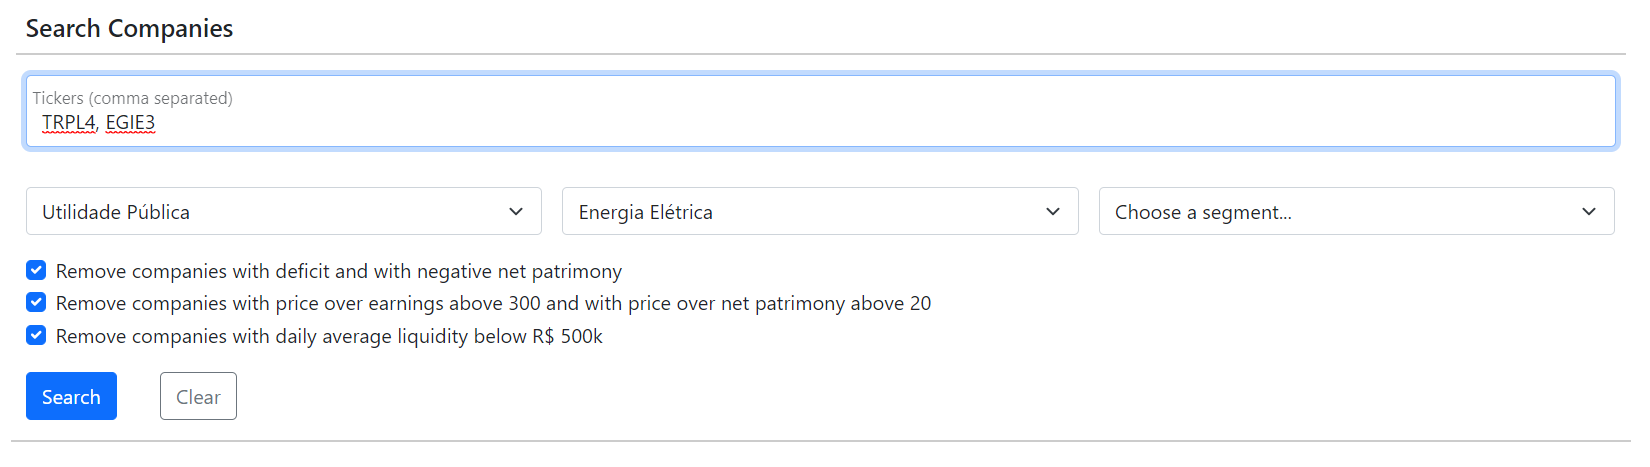 Search Companies
Tickers (comma separated)
TRPL4, EGIE3
Utilidade Pública
Energia Elétrica
Choose a segment...
Remove companies with deficit and with negative net patrimony
Remove companies with price over earnings above 300 and with price over net patrimony above 20
Remove companies with daily average liquidity below R$ 500k
Search
Clear